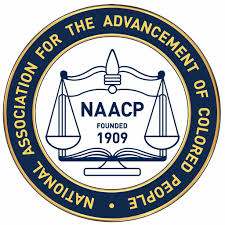 NATIONAL ASSOCIATION FOR THE ADVANCEMENT OF COLORED PEOPLE
NAACP
FOUNDED
1909